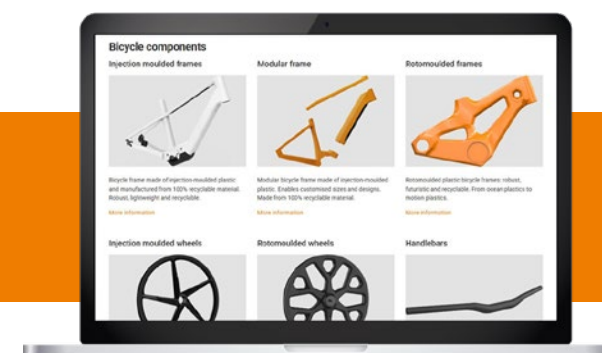 Bicycle components
Injection moulded frames
Bicycle frame made of injection-moulded plastic
and manufactured from 100% recyclable material.
Robust, lightweight and recyclable.
More information
Modular frame
Modular bicycle frame made of injection-moulded
plastic. Enables customised sizes and designs.
Made from 100% recyclable material.
More information
Rotomoulded frames
Rotomoulded plastic bicycle frames: robust,
futuristic and recyclable. From ocean plastics to
motion plastics.
More information
Injection moulded wheels
Rotomoulded wheels
Handlebars